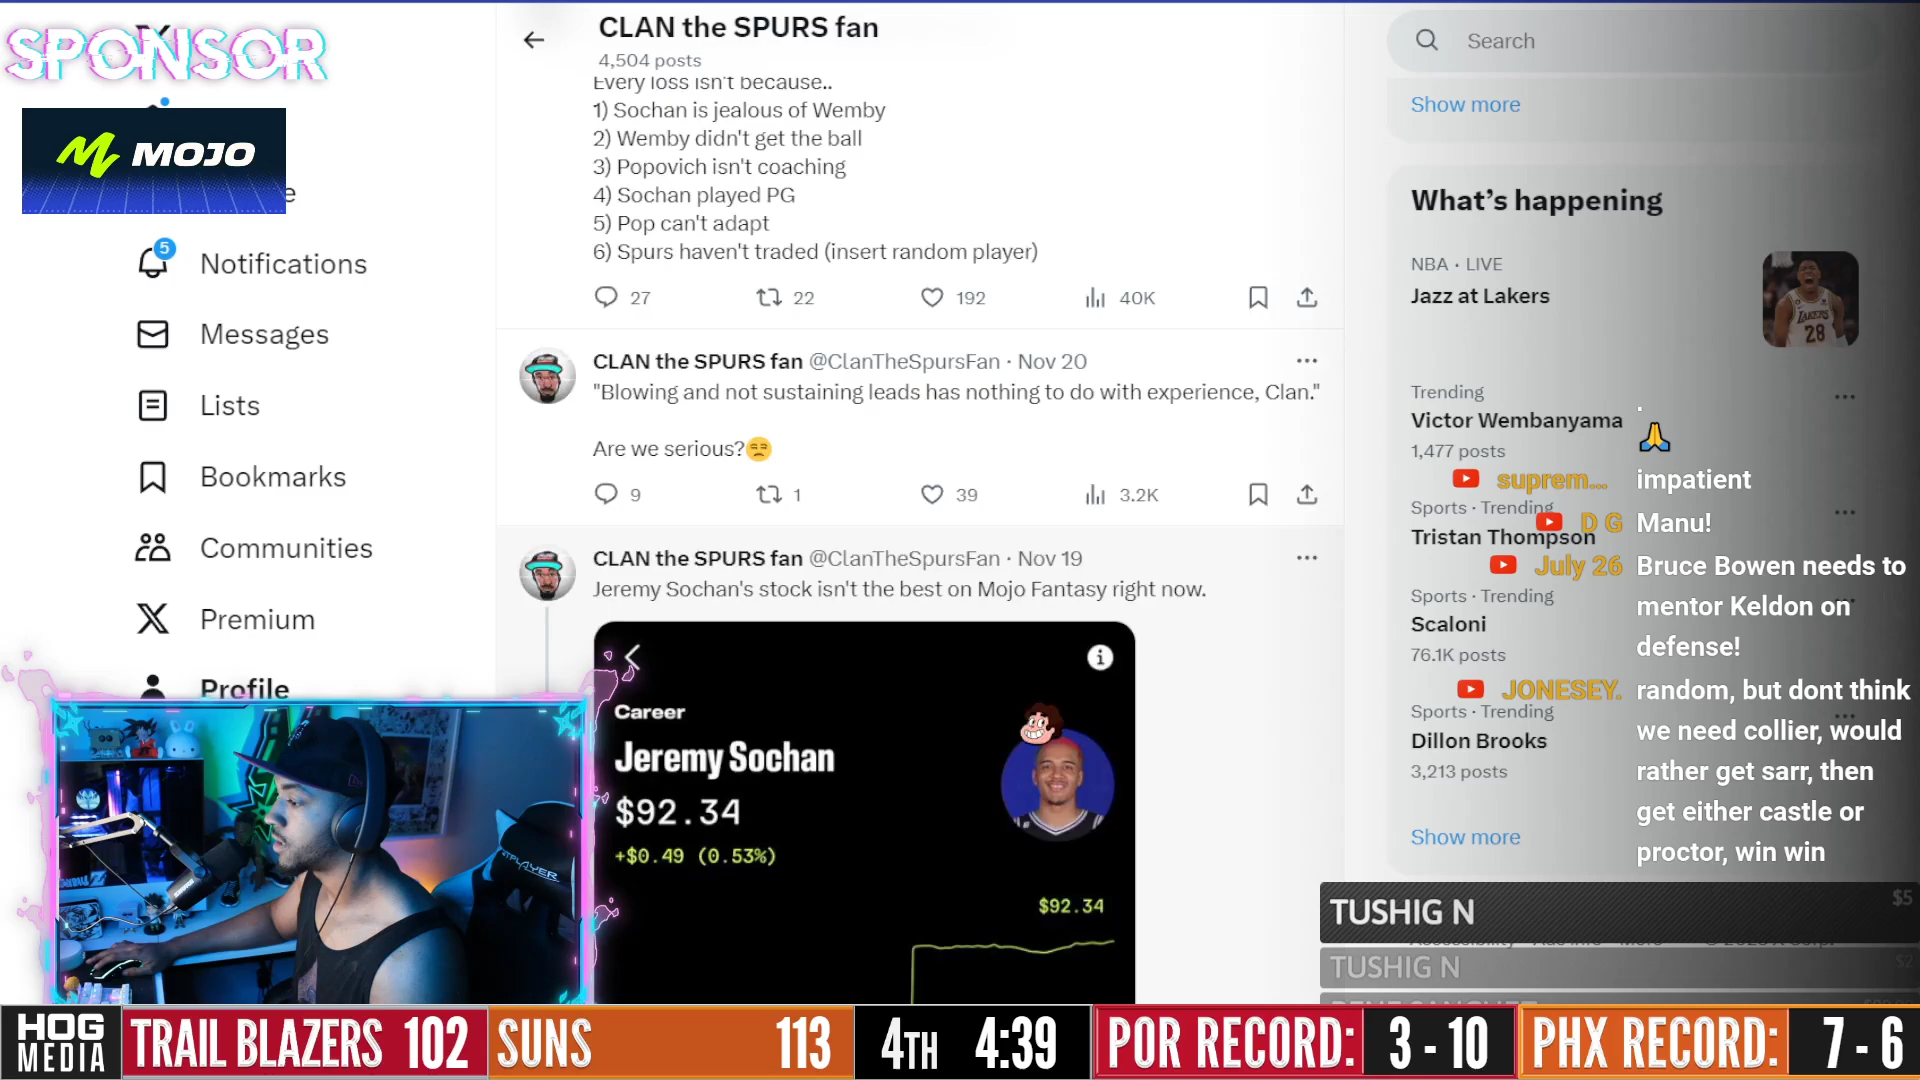 SPONSOR
MOJO
5
Notifications
Messages
Lists
Bookmarks
Communities
Premium
Profile
CLAN the SPURS fan
4,504 posts
Every loss isn't because..
1) Sochan is jealous of Wemby
2) Wemby didn't get the ball
3) Popovich isn't coaching
4) Sochan played PG
5) Pop can't adapt
6) Spurs haven't traded (insert random player)
27 22 192 40K
CLAN the SPURS fan @ClanTheSpursFan · Nov 20
"Blowing and not sustaining leads has nothing to do with experience, Clan."
Are we serious?😒
9 1 39 3.2K
CLAN the SPURS fan @ClanTheSpursFan · Nov 19
Jeremy Sochan's stock isn't the best on Mojo Fantasy right now.
Career
Jeremy Sochan
$92.34
+$0.49 (0.53%)
$92.34
Search
Show more
What's happening
NBA · LIVE
Jazz at Lakers
LAKERS
28
Trending
Victor Wembanyama
1,477 posts
Sports · Trending
Tristan Thompson
Sports · Trending
Scaloni
76.1K posts
Sports · Trending
Dillon Brooks
3,213 posts
Show more
🙏
suprem... impatient
D G Manu!
July 26 Bruce Bowen needs to
mentor Keldon on
defense!
JONESEY. random, but dont think
we need collier, would
rather get sarr, then
get either castle or
proctor, win win
TUSHIG N $5
TUSHIG N $2
HOG
MEDIA
TRAIL BLAZERS 102
SUNS 113
4TH 4:39
POR RECORD: 3 - 10
PHX RECORD: 7 - 6